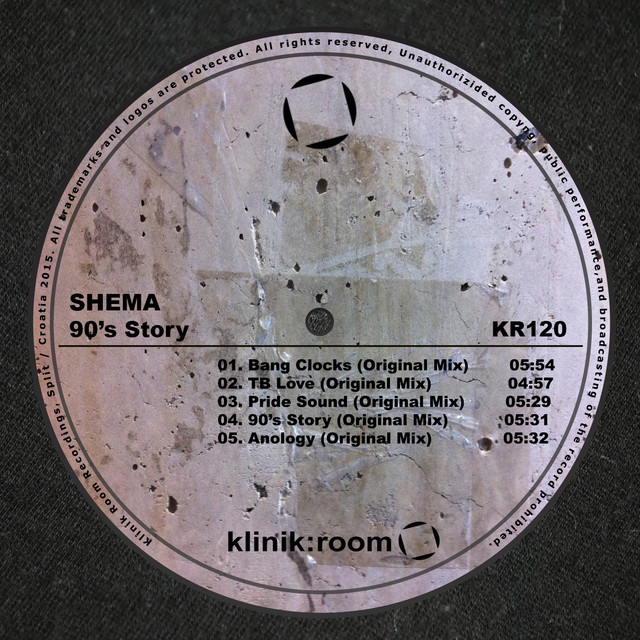 Klinik Room Recordings, Split / Croatia 2015. All trademarks and logos are protected. All rights reserved, Unauthorizided copying, public performance, and broadcasting of the record prohibited.
SHEMA
90's Story KR120
01. Bang Clocks (Original Mix) 05:54
02. TB Love (Original Mix) 04:57
03. Pride Sound (Original Mix) 05:29
04. 90's Story (Original Mix) 05:31
05. Anology (Original Mix) 05:32
klinik:room